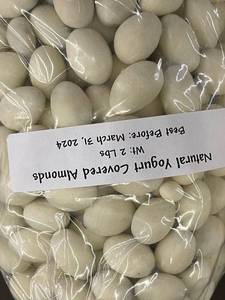 Natural Yogurt Covered Almonds
Wt: 2 Lbs
Best Before: March 31, 2024